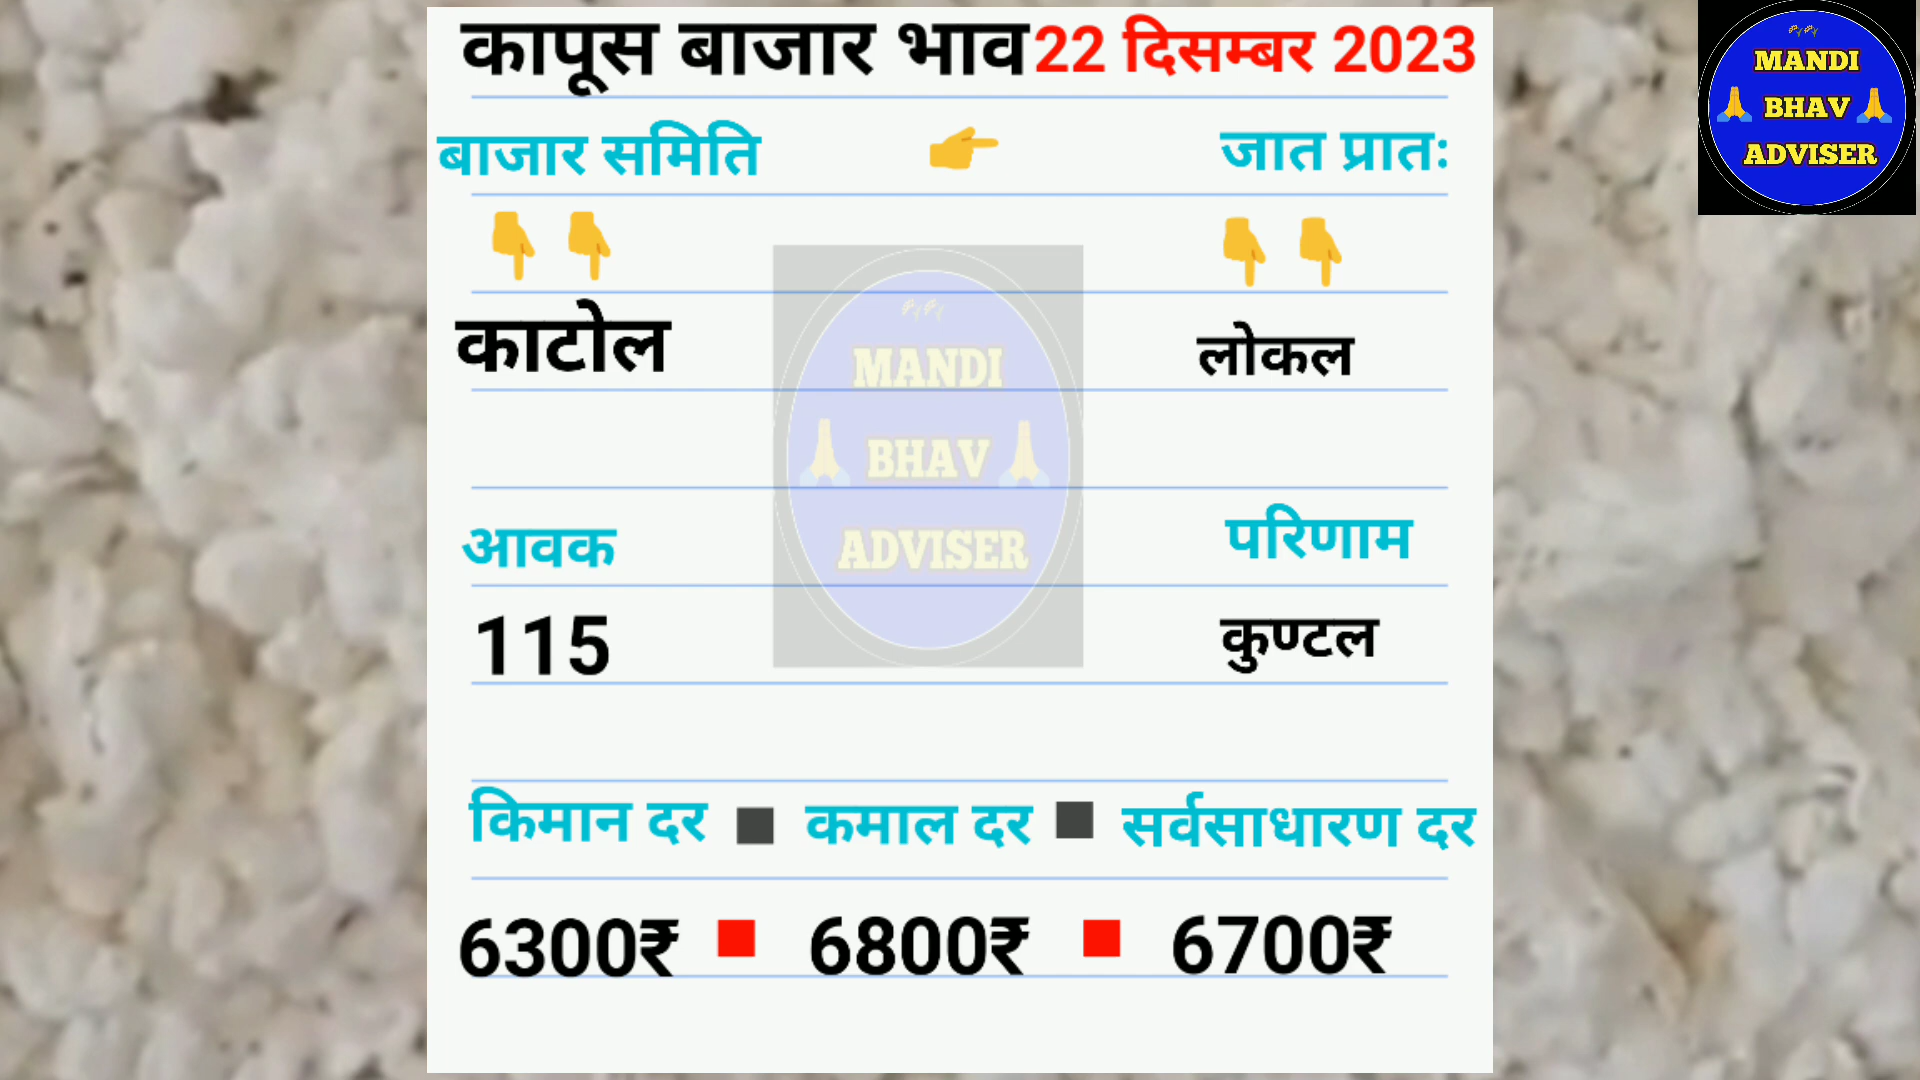 कापूस बाजार भाव 22 दिसम्बर 2023
MANDI
BHAV
ADVISER
बाजार समिति 👉 जात प्रातः
👇👇 👇👇
काटोल लोकल
MANDI
🙏 BHAV 🙏
ADVISER
आवक परिणाम
115 कुण्टल
किमान दर ◼ कमाल दर ◼ सर्वसाधारण दर
6300₹ 🟥 6800₹ 🟥 6700₹